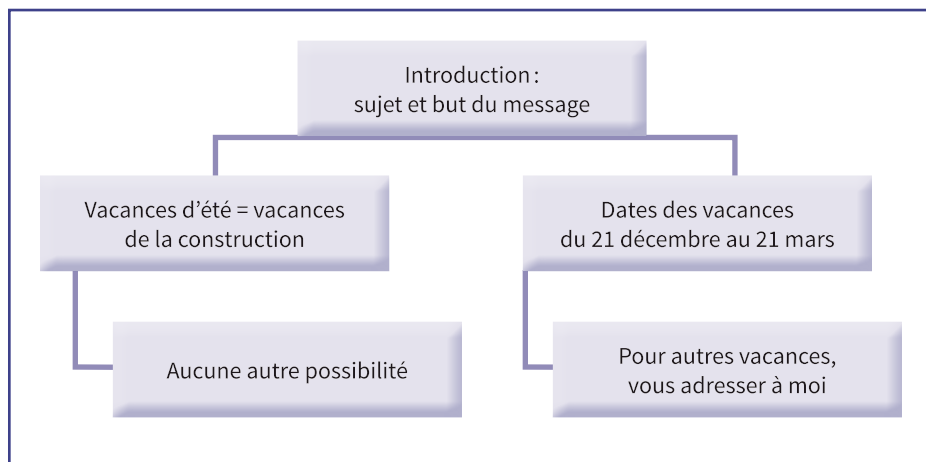 Introduction :
sujet et but du message
Vacances d’été = vacances
de la construction
Dates des vacances
du 21 décembre au 21 mars
Aucune autre possibilité
Pour autres vacances,
vous adresser à moi